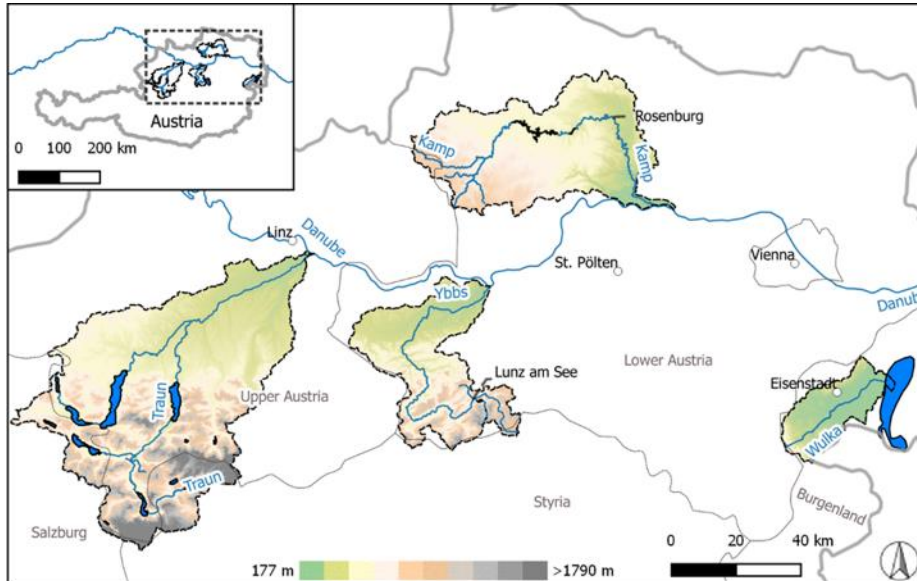 Austria
0 100 200 km
Rosenburg
Kamp
Kamp
Linz
Danube
St. Pölten
Vienna
Danube
Ybbs
Traun
Upper Austria
Lunz am See
Lower Austria
Eisenstadt
Wulka
Traun
Styria
Burgenland
Salzburg
0 20 40 km
177 m >1790 m